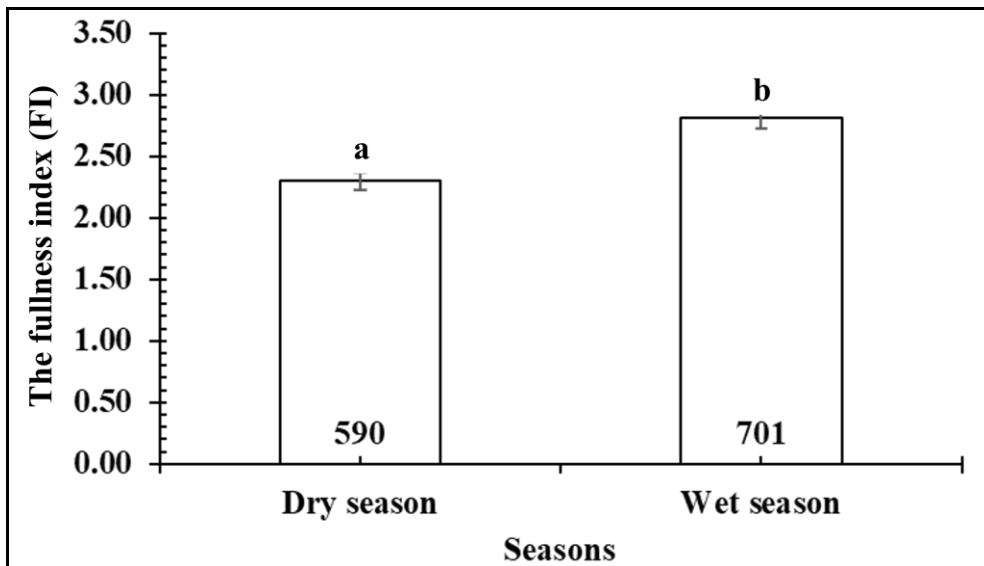 The fullness index (FI)
3.50
3.00
2.50
2.00
1.50
1.00
0.50
0.00
a
b
590
701
Dry season
Wet season
Seasons